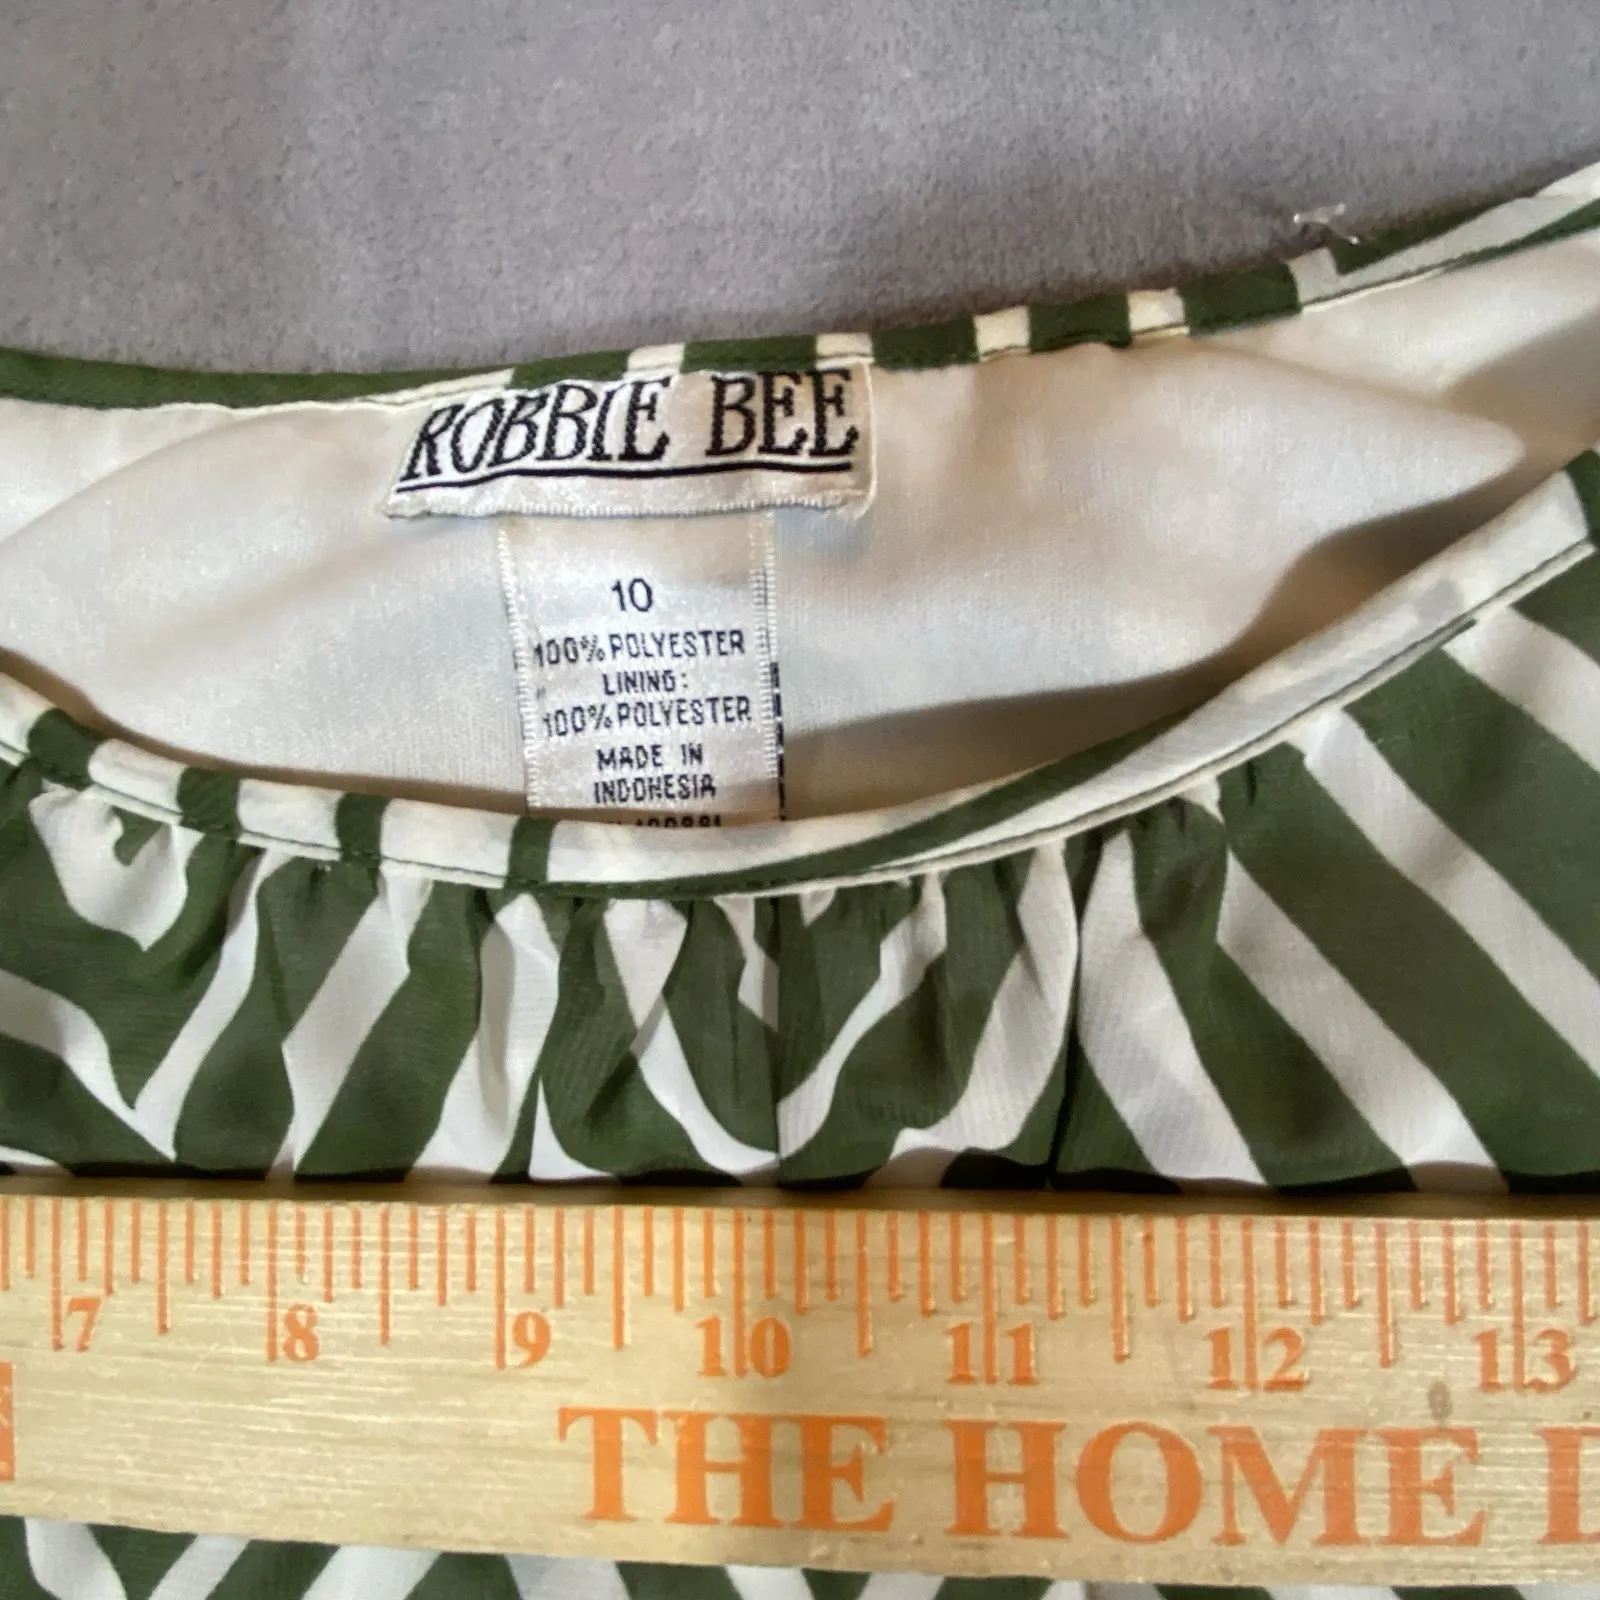 ROBBIE BEE
10
100% POLYESTER
LINING:
100% POLYESTER
MADE IN
INDONESIA
7 8 9 10 11 12 13
THE HOME D